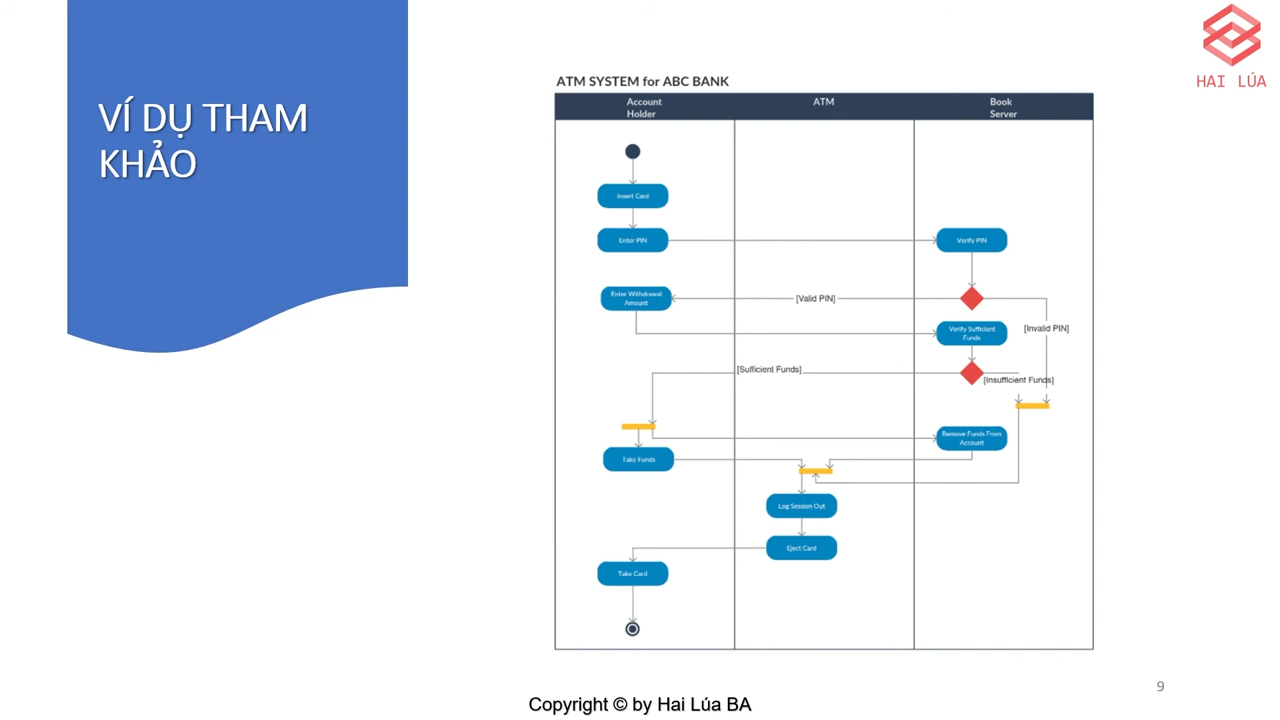 HAI LÚA
VÍ DỤ THAM
KHẢO
ATM SYSTEM for ABC BANK
Account
Holder
ATM
Book
Server
Insert Card
Enter PIN
Verify PIN
Enter Withdrawal
Amount
[Valid PIN]
[Invalid PIN]
Verify Sufficient
Funds
[Sufficient Funds]
[Insufficient Funds]
Remove Funds From
Account
Take Funds
Log Session Out
Eject Card
Take Card
9
Copyright © by Hai Lúa BA